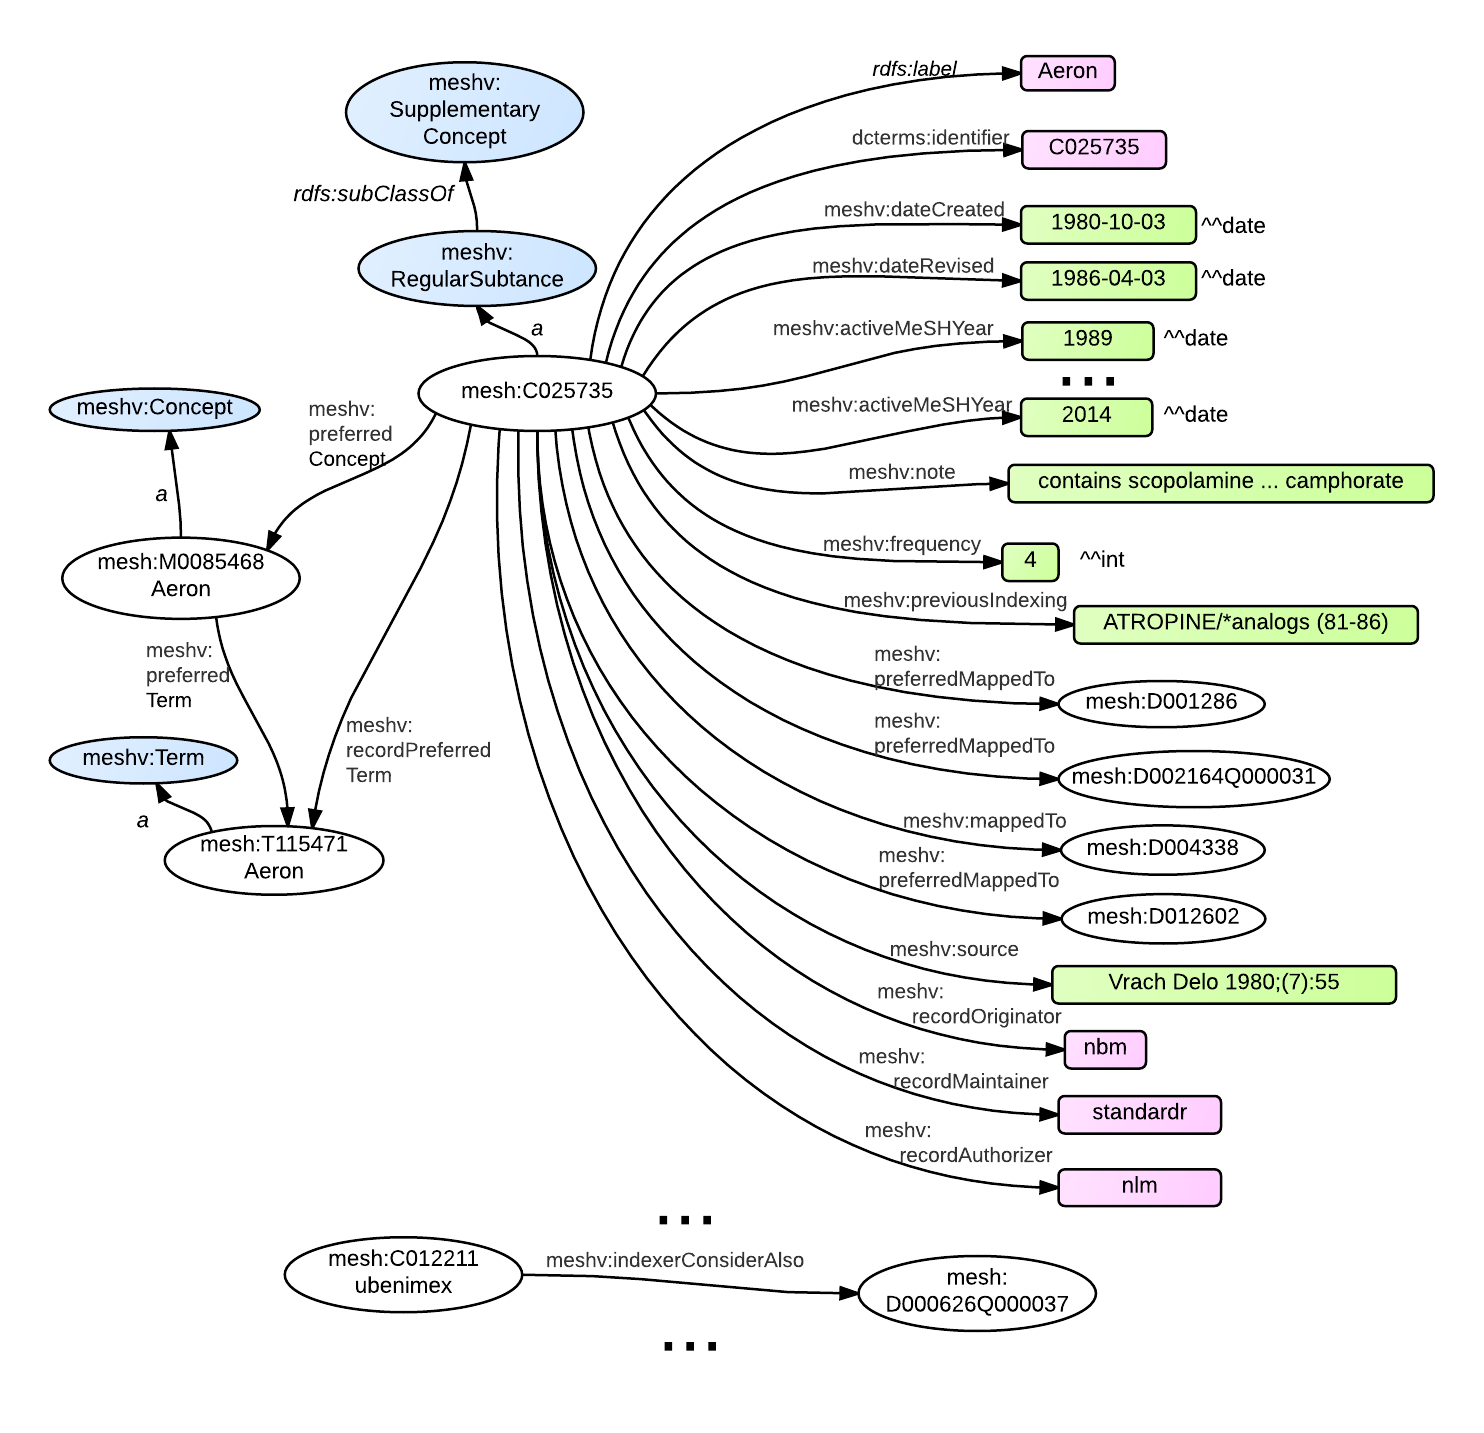 meshv:
Supplementary
Concept
rdfs:subClassOf
meshv:
RegularSubtance
a
mesh:C025735
rdfs:label
Aeron
dcterms:identifier
C025735
meshv:dateCreated
1980-10-03
^^date
meshv:dateRevised
1986-04-03
^^date
meshv:activeMeSHYear
1989
^^date
...
meshv:activeMeSHYear
2014
^^date
meshv:note
contains scopolamine ... camphorate
meshv:frequency
4
^^int
meshv:previousIndexing
ATROPINE/*analogs (81-86)
meshv:
preferredMappedTo
mesh:D001286
meshv:
preferredMappedTo
mesh:D002164Q000031
meshv:mappedTo
mesh:D004338
meshv:
preferredMappedTo
mesh:D012602
meshv:source
Vrach Delo 1980;(7):55
meshv:
recordOriginator
nbm
meshv:
recordMaintainer
standardr
meshv:
recordAuthorizer
nlm
meshv:Concept
a
meshv:
preferred
Concept
mesh:M0085468
Aeron
meshv:
preferred
Term
meshv:
recordPreferred
Term
meshv:Term
a
mesh:T115471
Aeron
...
mesh:C012211
ubenimex
meshv:indexerConsiderAlso
mesh:
D000626Q000037
...